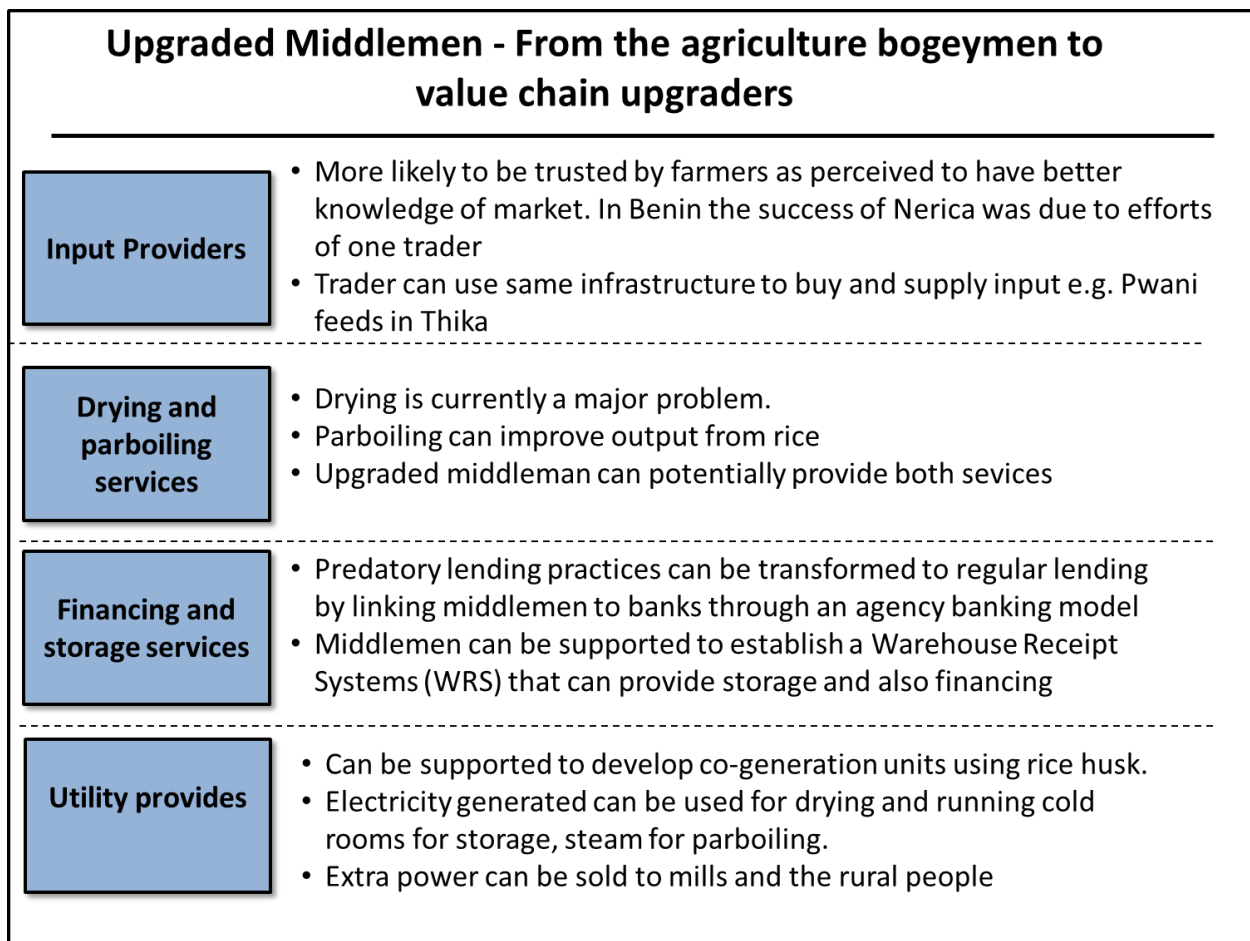 Upgraded Middlemen - From the agriculture bogeymen to
value chain upgraders
Input Providers
• More likely to be trusted by farmers as perceived to have better
knowledge of market. In Benin the success of Nerica was due to efforts
of one trader
• Trader can use same infrastructure to buy and supply input e.g. Pwani
feeds in Thika
Drying and
parboiling
services
• Drying is currently a major problem.
• Parboiling can improve output from rice
• Upgraded middleman can potentially provide both sevices
Financing and
storage services
• Predatory lending practices can be transformed to regular lending
by linking middlemen to banks through an agency banking model
• Middlemen can be supported to establish a Warehouse Receipt
Systems (WRS) that can provide storage and also financing
Utility provides
• Can be supported to develop co-generation units using rice husk.
• Electricity generated can be used for drying and running cold
rooms for storage, steam for parboiling.
• Extra power can be sold to mills and the rural people